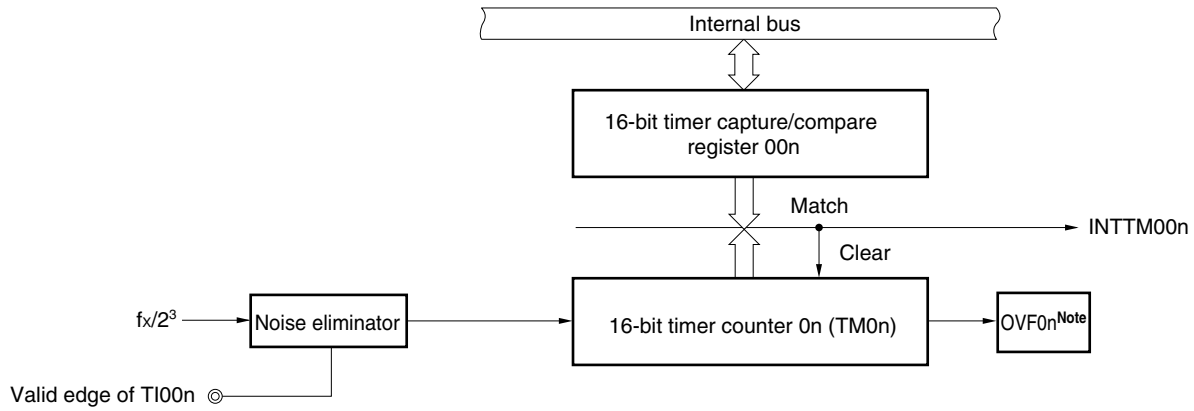 Internal bus
16-bit timer capture/compare
register 00n
Match
INTTM00n
Clear
fx/2³
Noise eliminator
16-bit timer counter 0n (TM0n)
OVF0nNote
Valid edge of TI00n